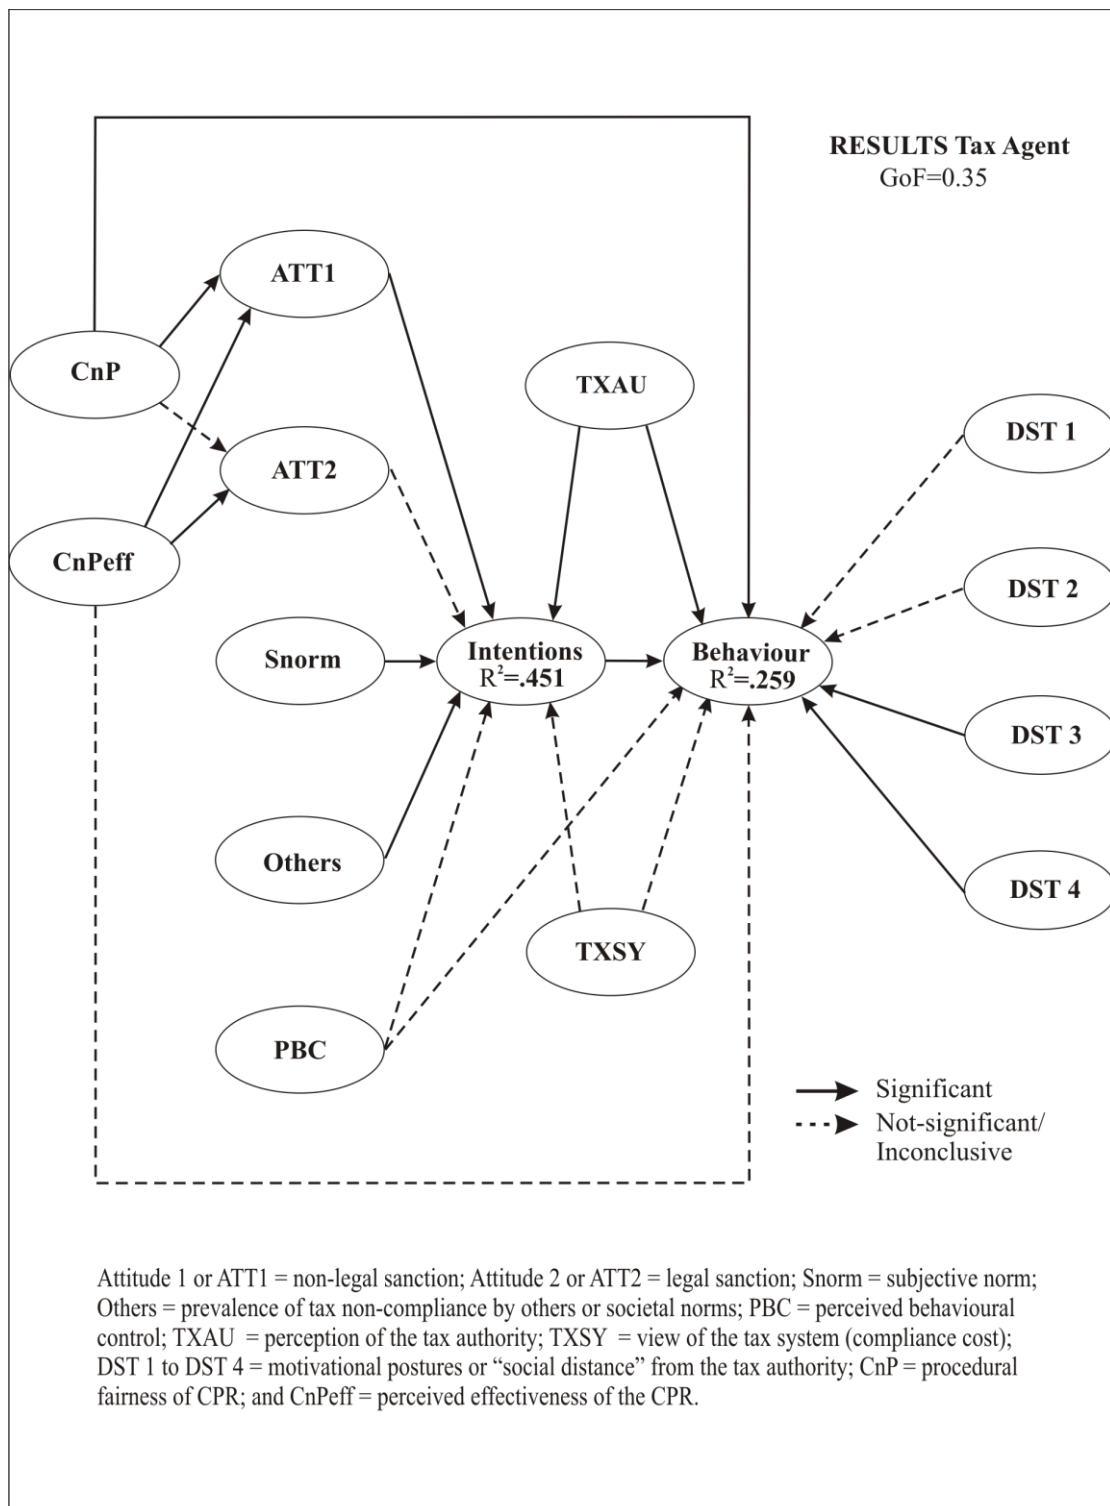 RESULTS Tax Agent
GoF=0.35
ATT1
CnP
TXAU
DST 1
ATT2
CnPeff
DST 2
Snorm
Intentions
R²=.451
Behaviour
R²=.259
DST 3
Others
DST 4
TXSY
PBC
Significant
Not-significant/
Inconclusive
Attitude 1 or ATT1 = non-legal sanction; Attitude 2 or ATT2 = legal sanction; Snorm = subjective norm;
Others = prevalence of tax non-compliance by others or societal norms; PBC = perceived behavioural
control; TXAU = perception of the tax authority; TXSY = view of the tax system (compliance cost);
DST 1 to DST 4 = motivational postures or “social distance” from the tax authority; CnP = procedural
fairness of CPR; and CnPeff = perceived effectiveness of the CPR.